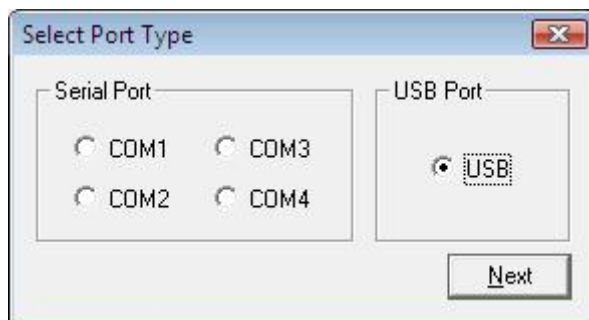 Select Port Type
Serial Port
COM1 COM3
COM2 COM4
USB Port
USB
Next